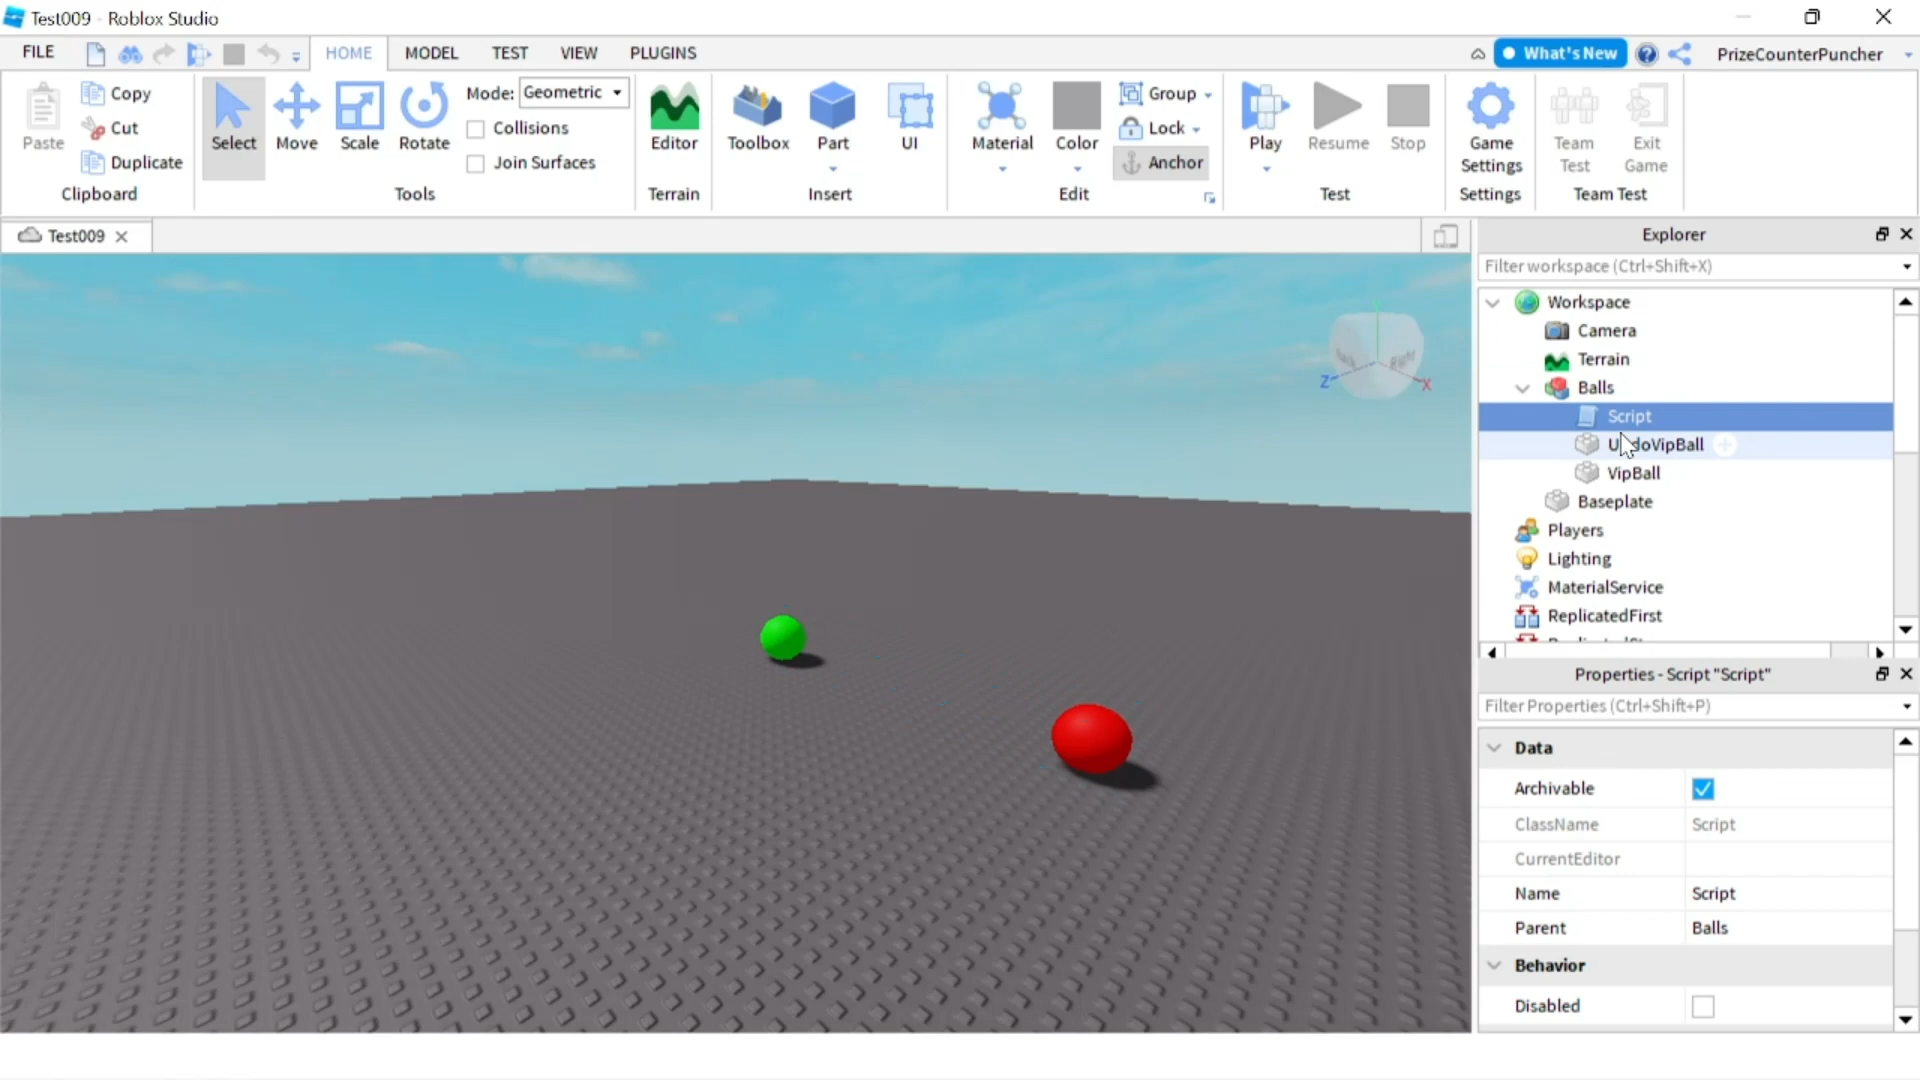 Test009 - Roblox Studio
FILE
HOME
MODEL
TEST
VIEW
PLUGINS
What's New
PrizeCounterPuncher
Paste
Copy
Cut
Duplicate
Clipboard
Select
Move
Scale
Rotate
Mode: Geometric
Collisions
Join Surfaces
Tools
Editor
Terrain
Toolbox
Part
UI
Insert
Material
Color
Group
Lock
Anchor
Edit
Play
Resume
Stop
Test
Game
Settings
Settings
Team
Test
Exit
Game
Team Test
Test009
Back
Right
Z
X
Explorer
Filter workspace (Ctrl+Shift+X)
Workspace
Camera
Terrain
Balls
Script
VipBall
Baseplate
Players
Lighting
MaterialService
ReplicatedFirst
Properties - Script "Script"
Filter Properties (Ctrl+Shift+P)
Data
Archivable
ClassName Script
CurrentEditor
Name Script
Parent Balls
Behavior
Disabled